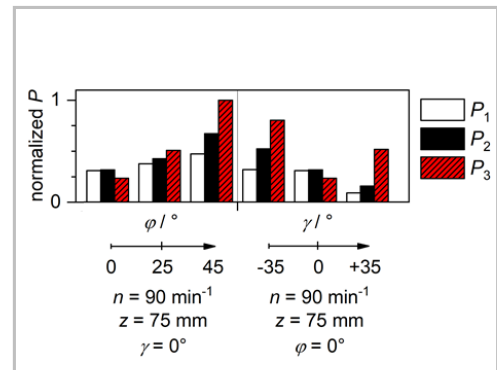 normalized P
1
0
P1
P2
P3
φ / ° γ / °
0 25 45 -35 0 +35
n = 90 min⁻¹ n = 90 min⁻¹
z = 75 mm z = 75 mm
γ = 0° φ = 0°